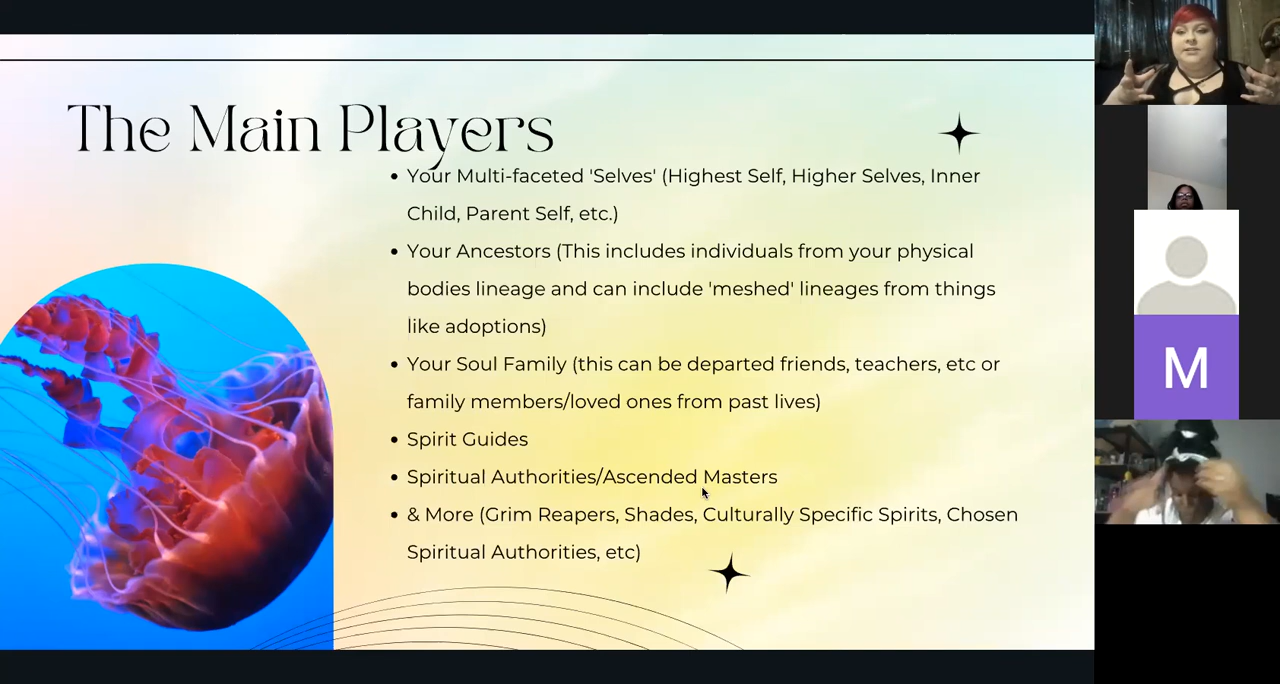 The Main Players
• Your Multi-faceted 'Selves' (Highest Self, Higher Selves, Inner
Child, Parent Self, etc.)
• Your Ancestors (This includes individuals from your physical
bodies lineage and can include 'meshed' lineages from things
like adoptions)
• Your Soul Family (this can be departed friends, teachers, etc or
family members/loved ones from past lives)
• Spirit Guides
• Spiritual Authorities/Ascended Masters
• & More (Grim Reapers, Shades, Culturally Specific Spirits, Chosen
Spiritual Authorities, etc)
M